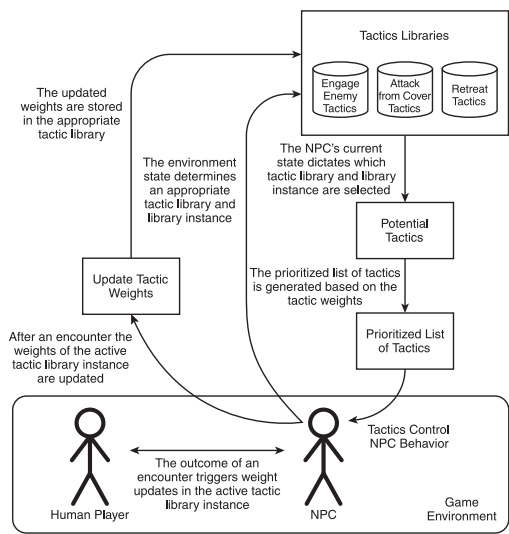 Tactics Libraries
Engage
Enemy
Tactics
Attack
from Cover
Tactics
Retreat
Tactics
The updated
weights are stored
in the appropriate
tactic library
The environment
state determines
an appropriate
tactic library and
library instance
The NPC's current
state dictates which
tactic library and library
instance are selected
Potential
Tactics
Update Tactic
Weights
The prioritized list of tactics
is generated based on the
tactic weights
Prioritized List
of Tactics
After an encounter the
weights of the active
tactic library instance
are updated
Tactics Control
NPC Behavior
The outcome of an
encounter triggers weight
updates in the active tactic
library instance
Human Player
NPC
Game
Environment